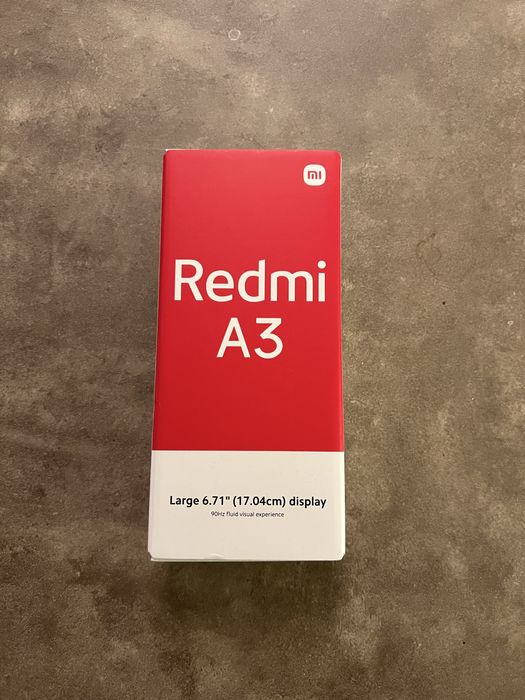 mi
Redmi
A3
Large 6.71" (17.04cm) display
90Hz fluid visual experience